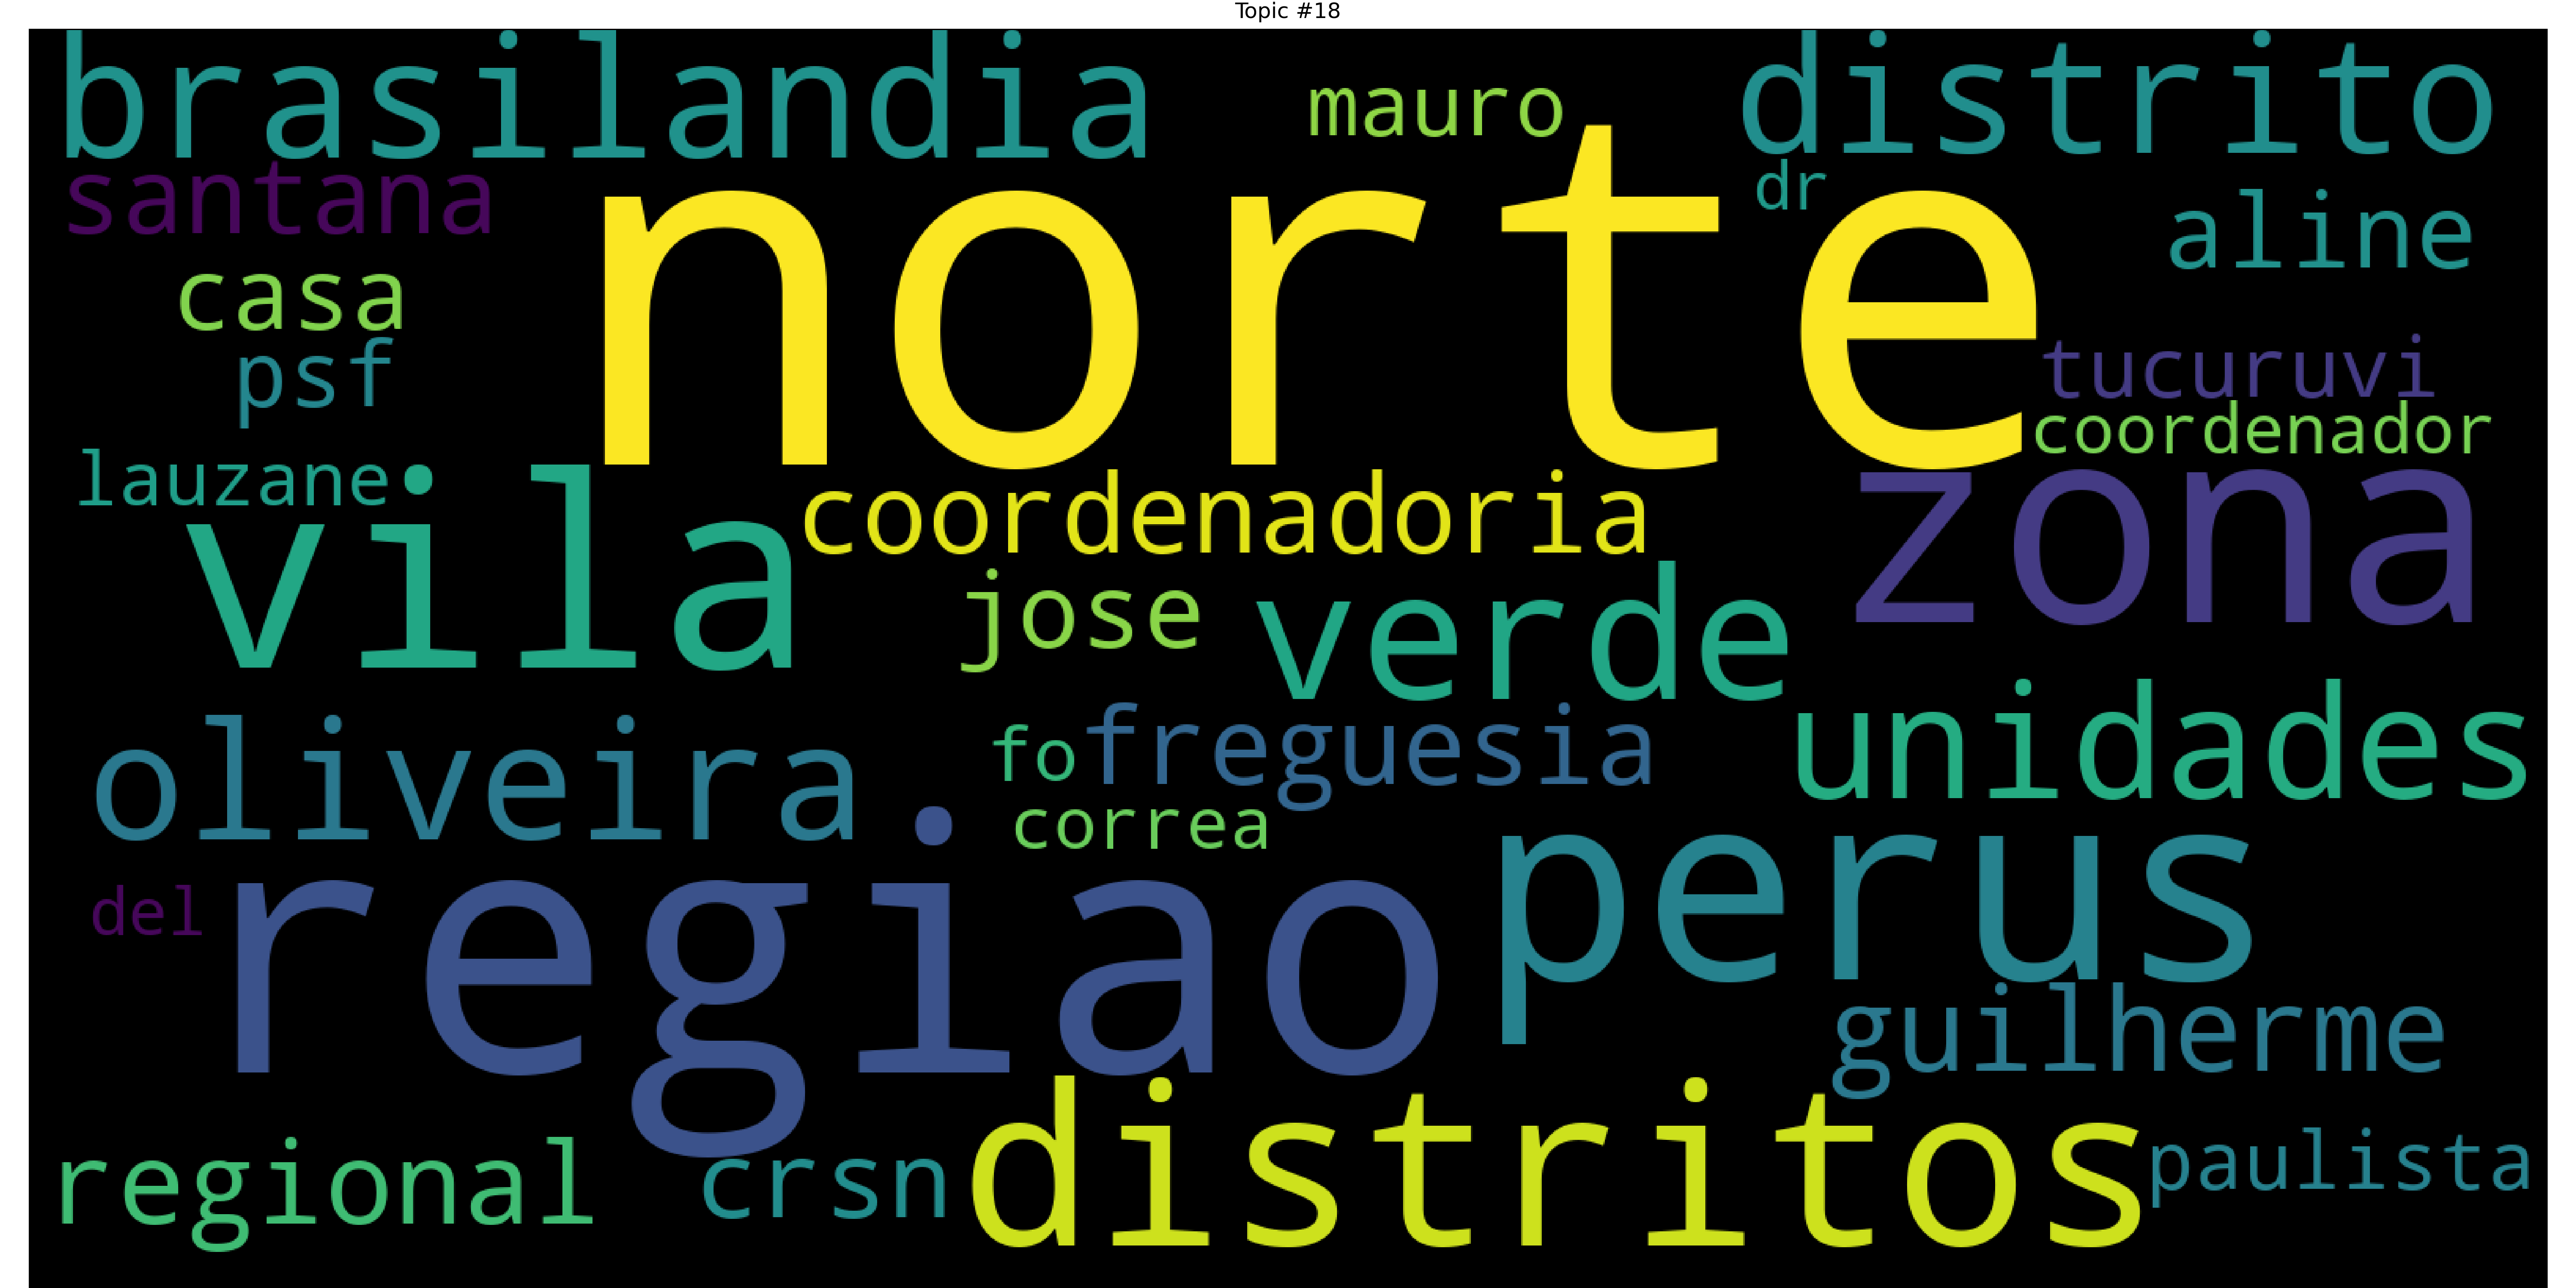 Topic #18
brasilandia
mauro
distrito
santana
norte
dr
aline
casa
psf
tucuruvi
coordenador
lauzane
vila
coordenadoria
zona
jose
verde
oliveira
fo
freguesia
unidades
correa
del
regiao
perus
guilherme
regional
crsn
distritos
paulista